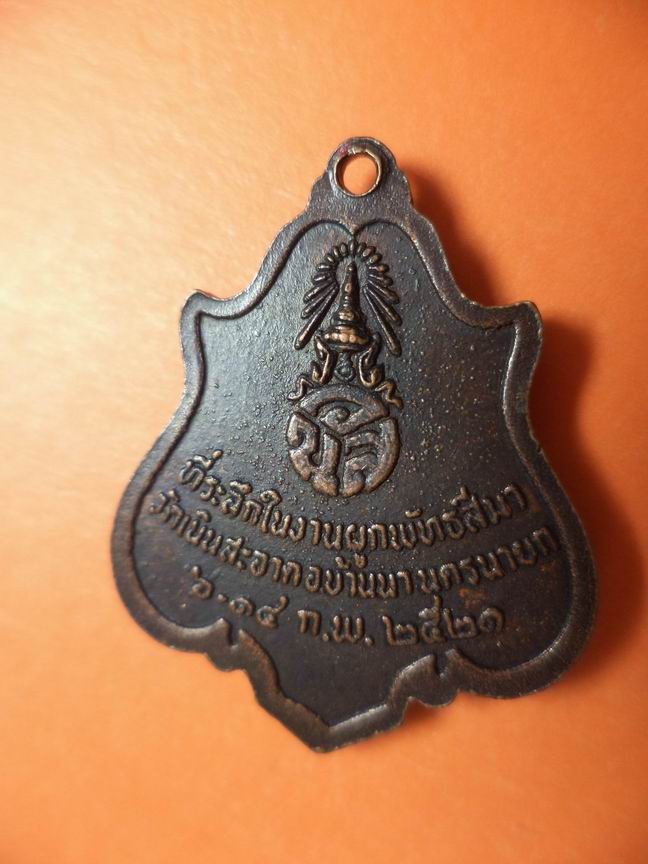 ที่ระลึกในงานผูกพัทธสีมา
วัดเนินสะอาด อ.บ้านนา นครนายก
๖-๑๔ ก.พ. ๒๕๒๑